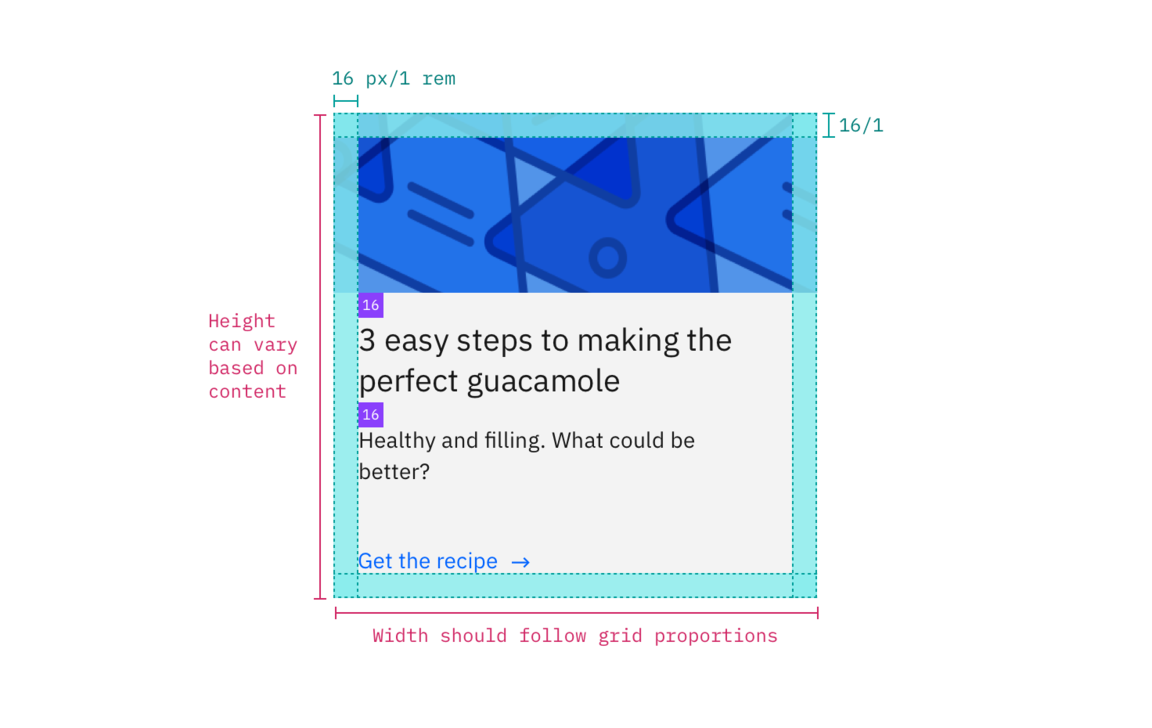 16 px/1 rem
16/1
16
3 easy steps to making the
perfect guacamole
16
Healthy and filling. What could be
better?
Get the recipe →
Height
can vary
based on
content
Width should follow grid proportions